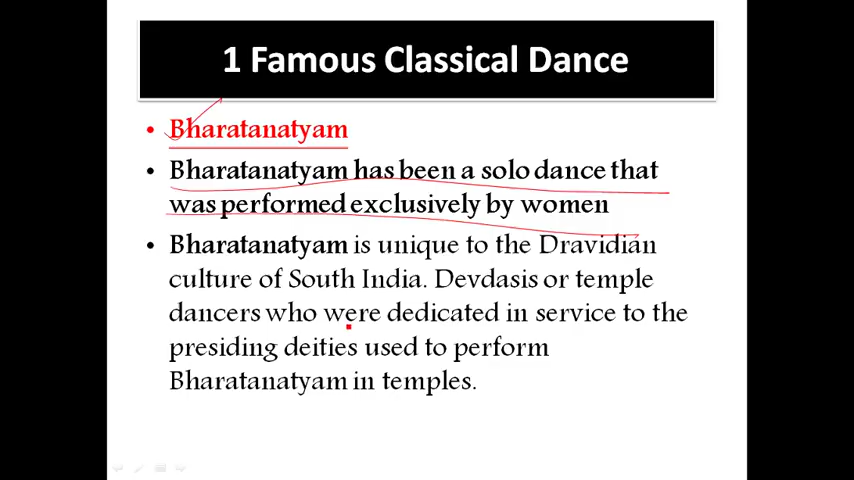 1 Famous Classical Dance
• Bharatanatyam
• Bharatanatyam has been a solo dance that
was performed exclusively by women
• Bharatanatyam is unique to the Dravidian
culture of South India. Devdasis or temple
dancers who were dedicated in service to the
presiding deities used to perform
Bharatanatyam in temples.